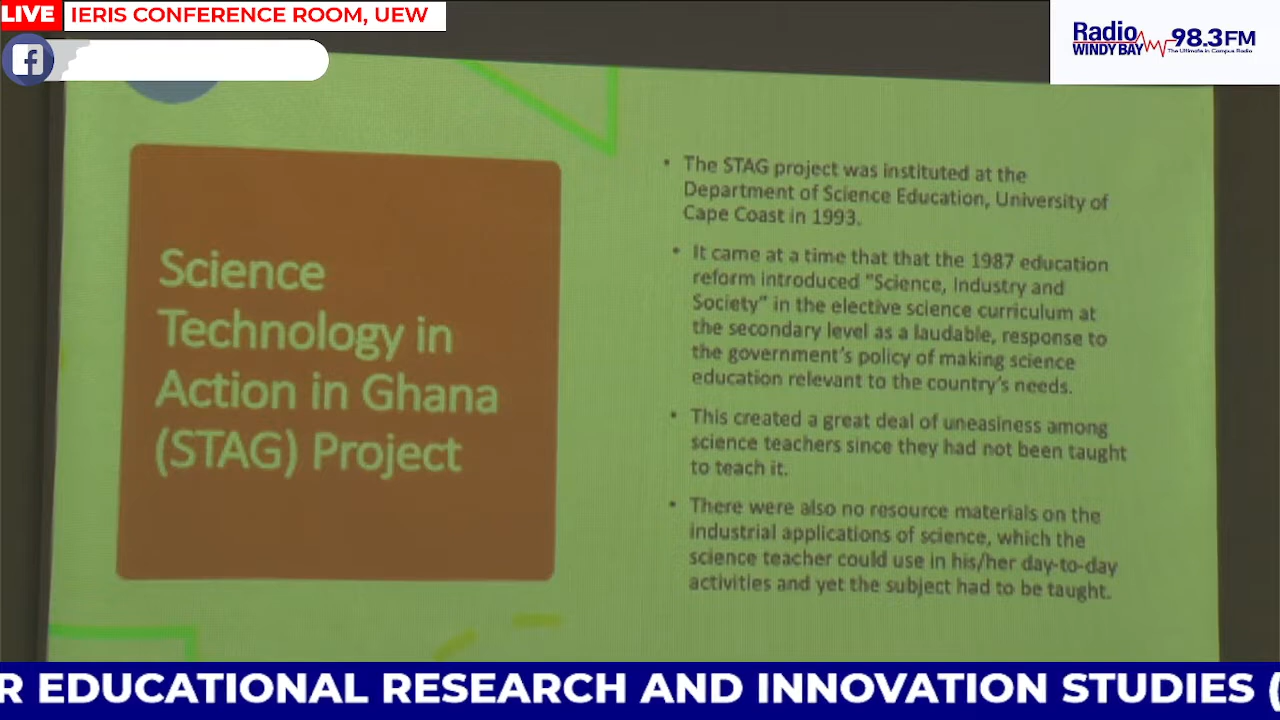 LIVE
IERIS CONFERENCE ROOM, UEW
Radio
WINDY BAY
98.3FM
The Ultimate in Campus Radio
Science
Technology in
Action in Ghana
(STAG) Project
• The STAG project was instituted at the
Department of Science Education, University of
Cape Coast in 1993.
• It came at a time that that the 1987 education
reform introduced "Science, Industry and
Society" in the elective science curriculum at
the secondary level as a laudable, response to
the government's policy of making science
education relevant to the country's needs.
• This created a great deal of uneasiness among
science teachers since they had not been taught
to teach it.
• There were also no resource materials on the
industrial applications of science, which the
science teacher could use in his/her day-to-day
activities and yet the subject had to be taught.
R EDUCATIONAL RESEARCH AND INNOVATION STUDIES (